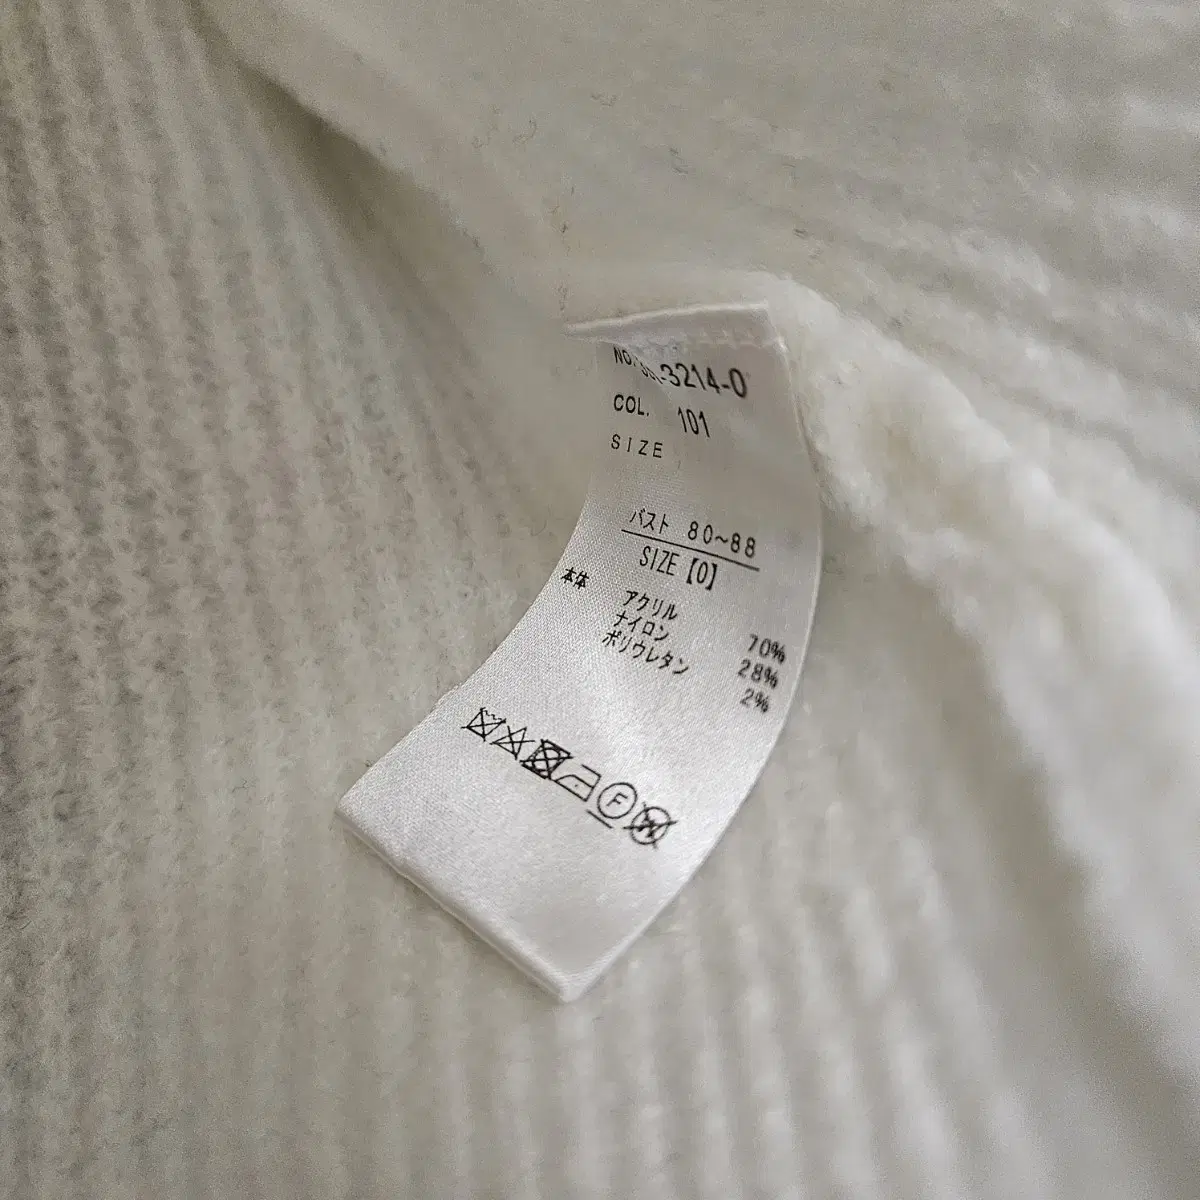 NO. -3214-0
COL. 101
SIZE
バスト 80~88
SIZE【0】
本体
アクリル 70%
ナイロン 28%
ポリウレタン 2%
F
W